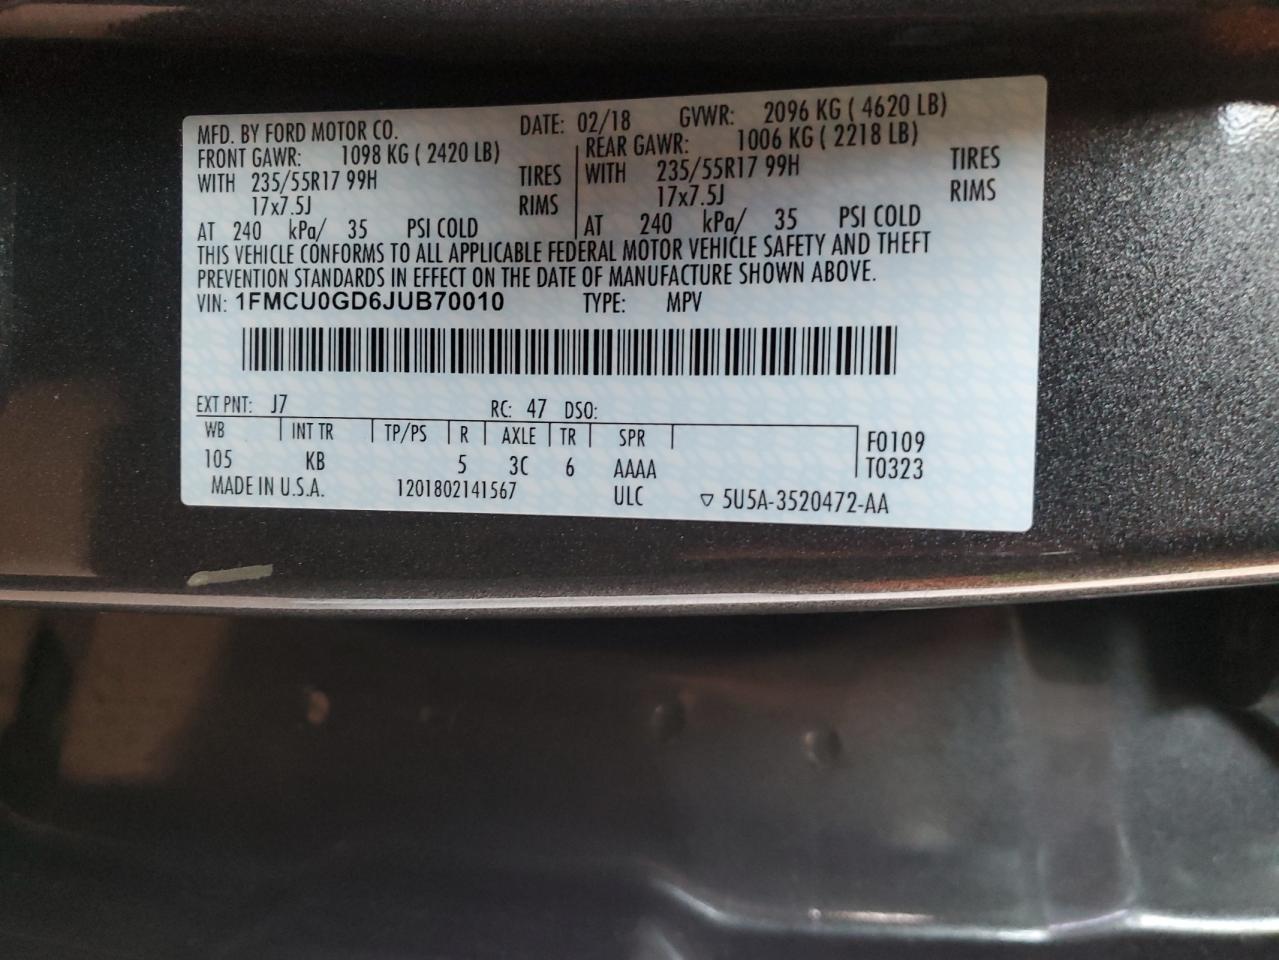 MFD. BY FORD MOTOR CO. DATE: 02/18 GVWR: 2096 KG ( 4620 LB)
FRONT GAWR: 1098 KG ( 2420 LB) REAR GAWR: 1006 KG ( 2218 LB)
WITH 235/55R17 99H TIRES WITH 235/55R17 99H TIRES
17x7.5J RIMS 17x7.5J RIMS
AT 240 kPa/ 35 PSI COLD AT 240 kPa/ 35 PSI COLD
THIS VEHICLE CONFORMS TO ALL APPLICABLE FEDERAL MOTOR VEHICLE SAFETY AND THEFT
PREVENTION STANDARDS IN EFFECT ON THE DATE OF MANUFACTURE SHOWN ABOVE.
VIN: 1FMCU0GD6JUB70010 TYPE: MPV
EXT PNT: J7 RC: 47 DSO:
WB INT TR TP/PS R AXLE TR SPR F0109
105 KB 5 3C 6 AAAA T0323
MADE IN U.S.A. 1201802141567 ULC ▽ 5U5A-3520472-AA